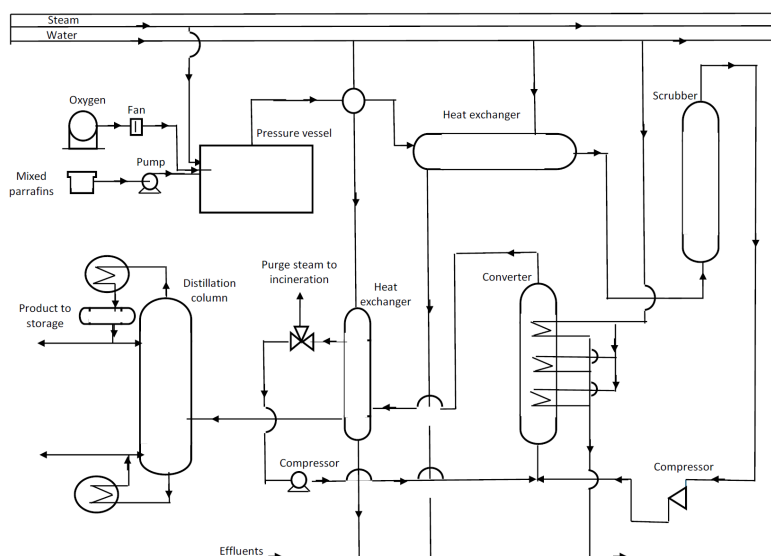 Steam
Water
Oxygen
Fan
Heat exchanger
Scrubber
Pressure vessel
Pump
Mixed
parrafins
Purge steam to
incineration
Distillation
column
Heat
exchanger
Converter
Product to
storage
Compressor
Compressor
Effluents